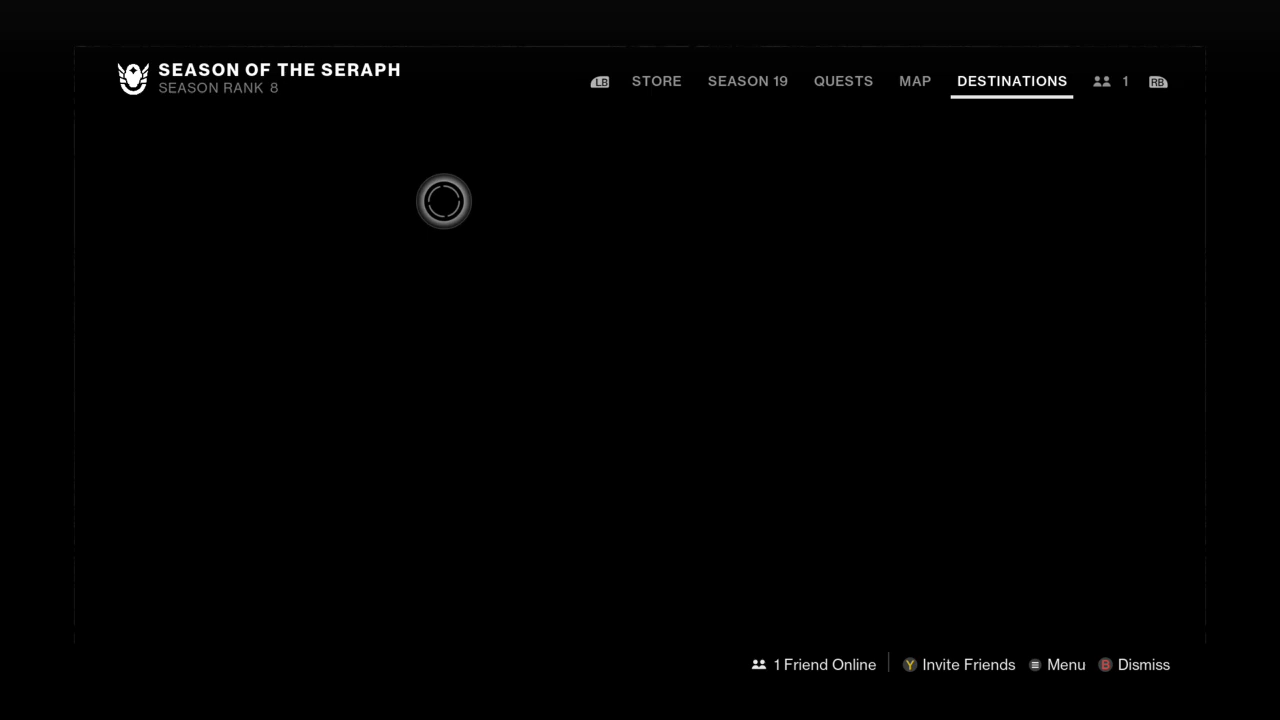 SEASON OF THE SERAPH
SEASON RANK 8
LB STORE SEASON 19 QUESTS MAP DESTINATIONS 1 RB
1 Friend Online Y Invite Friends Menu B Dismiss